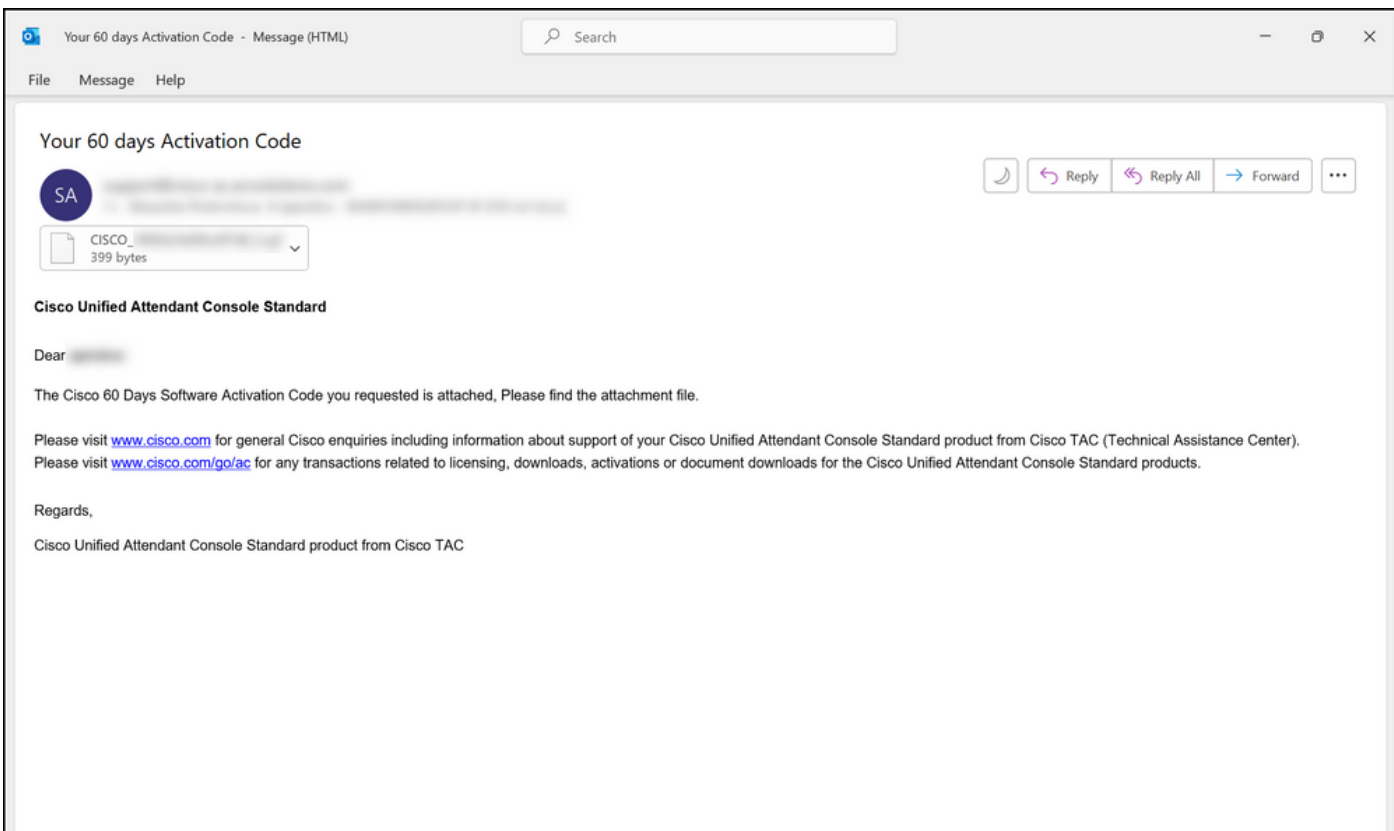 Your 60 days Activation Code - Message (HTML)
Search
File Message Help
Your 60 days Activation Code
SA
Reply
Reply All
Forward
CISCO_
399 bytes
Cisco Unified Attendant Console Standard
Dear
The Cisco 60 Days Software Activation Code you requested is attached, Please find the attachment file.
Please visit www.cisco.com for general Cisco enquiries including information about support of your Cisco Unified Attendant Console Standard product from Cisco TAC (Technical Assistance Center).
Please visit www.cisco.com/go/ac for any transactions related to licensing, downloads, activations or document downloads for the Cisco Unified Attendant Console Standard products.
Regards,
Cisco Unified Attendant Console Standard product from Cisco TAC